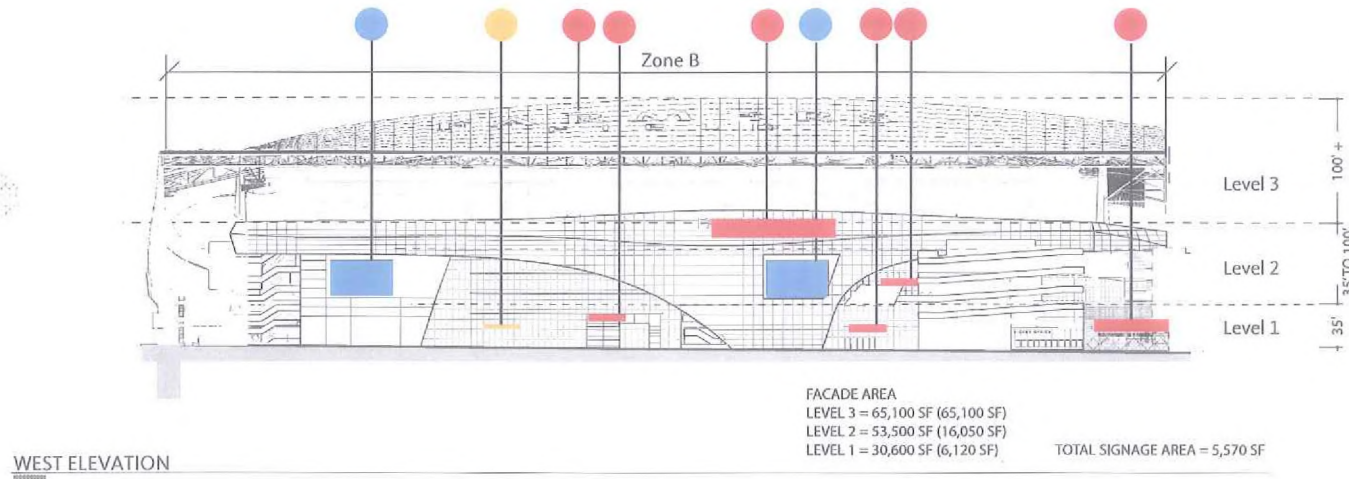 Zone B
100' +
Level 3
35' TO 100'
Level 2
Level 1
35'
FACADE AREA
LEVEL 3 = 65,100 SF (65,100 SF)
LEVEL 2 = 53,500 SF (16,050 SF)
LEVEL 1 = 30,600 SF (6,120 SF)
TOTAL SIGNAGE AREA = 5,570 SF
WEST ELEVATION